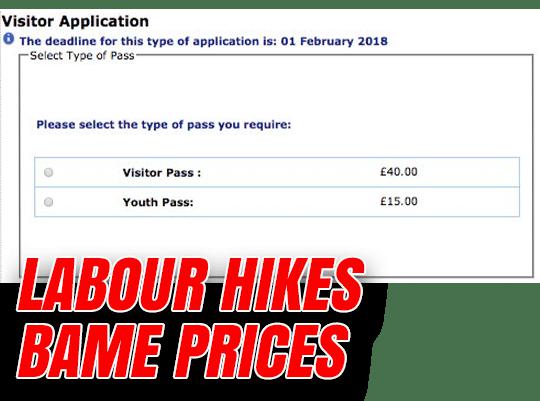 Visitor Application
The deadline for this type of application is: 01 February 2018
Select Type of Pass
Please select the type of pass you require:
Visitor Pass : £40.00
Youth Pass: £15.00
LABOUR HIKES
BAME PRICES